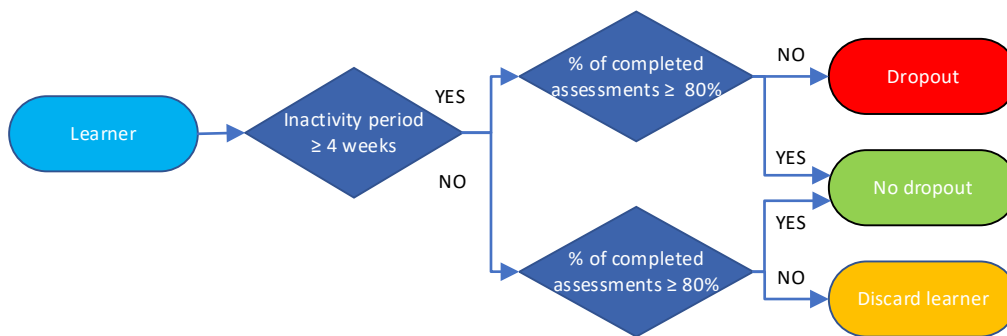 Learner
Inactivity period
≥ 4 weeks
YES
NO
% of completed
assessments ≥ 80%
NO
Dropout
YES
No dropout
% of completed
assessments ≥ 80%
YES
NO
Discard learner